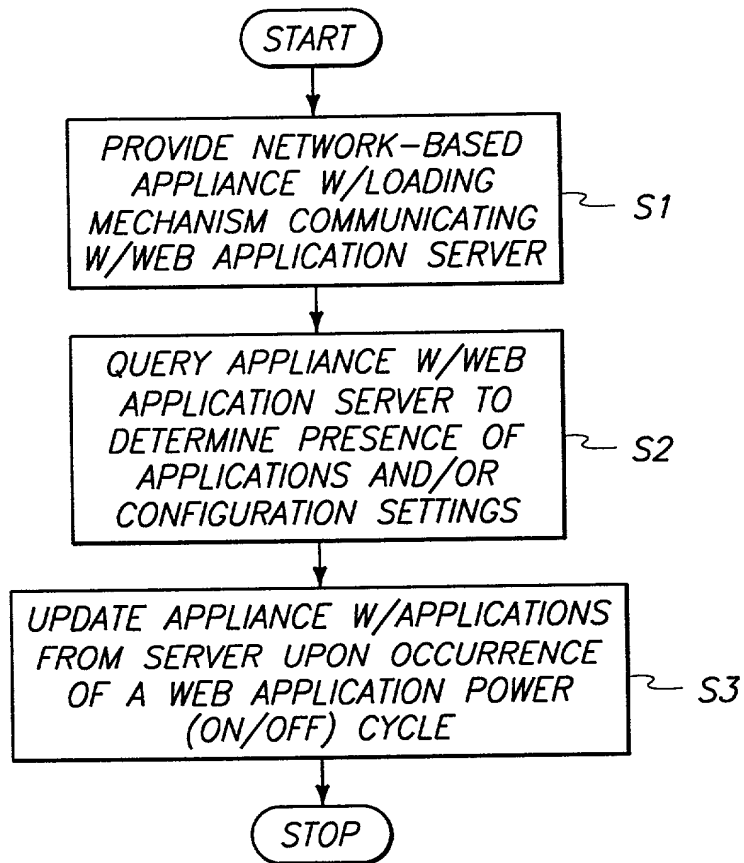 START
PROVIDE NETWORK-BASED
APPLIANCE W/LOADING
MECHANISM COMMUNICATING
W/WEB APPLICATION SERVER
S1
QUERY APPLIANCE W/WEB
APPLICATION SERVER TO
DETERMINE PRESENCE OF
APPLICATIONS AND/OR
CONFIGURATION SETTINGS
S2
UPDATE APPLIANCE W/APPLICATIONS
FROM SERVER UPON OCCURRENCE
OF A WEB APPLICATION POWER
(ON/OFF) CYCLE
S3
STOP